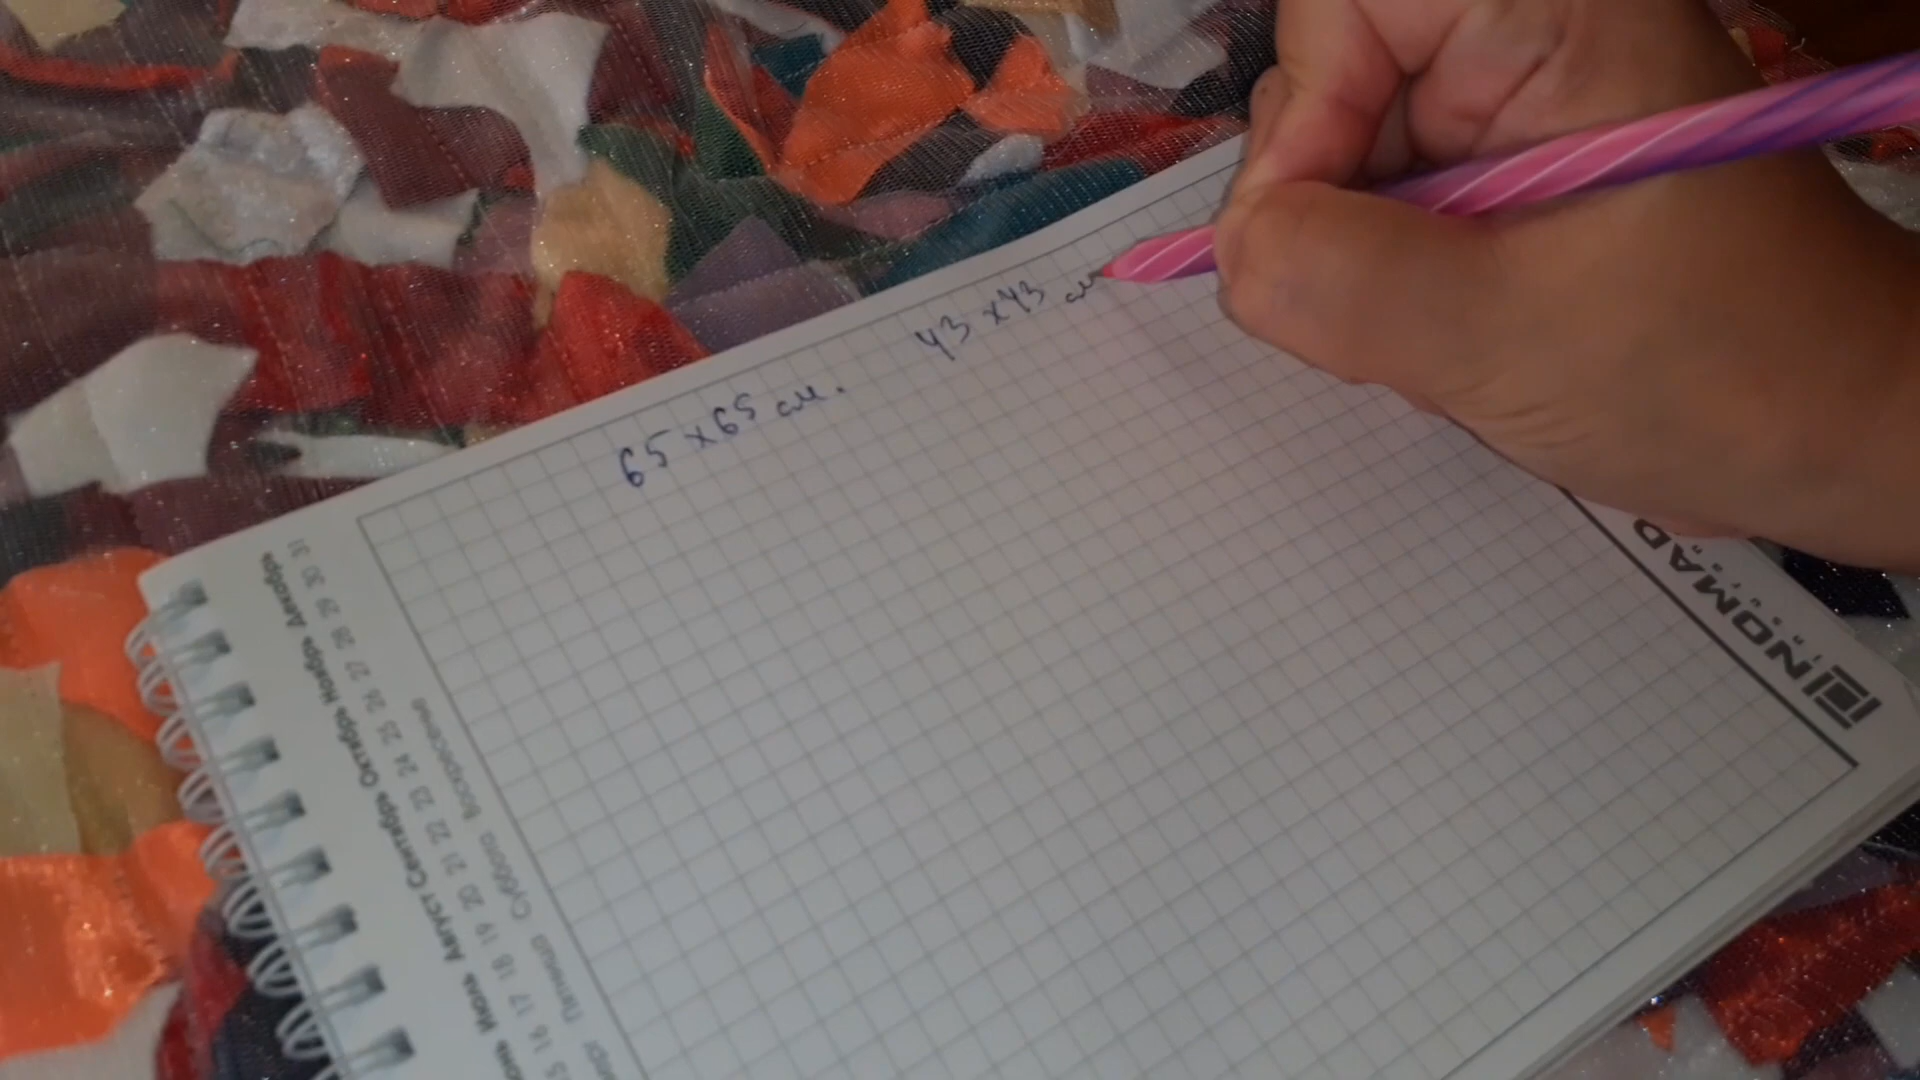 65 x 65 см. 43 x 43 см
NOMAD
Июль Август Сентябрь Октябрь Ноябрь Декабрь
16 17 18 19 20 21 22 23 24 25 26 27 28 29 30 31
Пятница Суббота Воскресенье